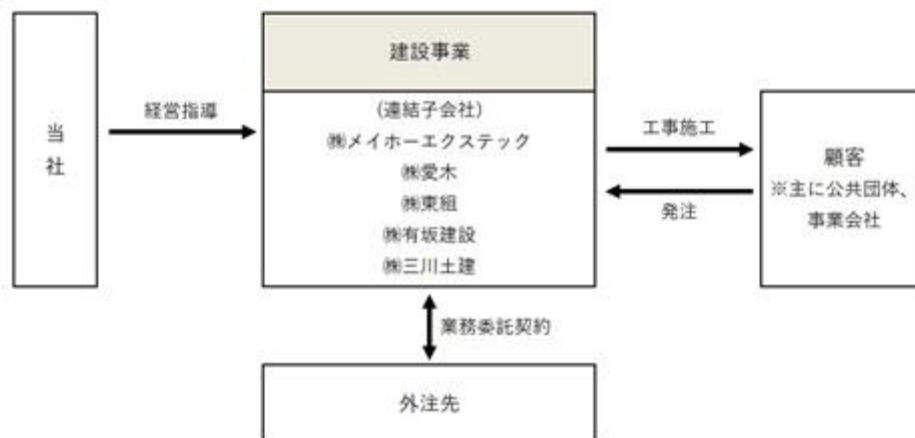 建設事業
当
社
経営指導
(連結子会社)
㈱メイホーエクステック
㈱愛木
㈱東組
㈱有坂建設
㈱三川土建
工事施工
発注
顧客
※主に公共団体、
事業会社
業務委託契約
外注先